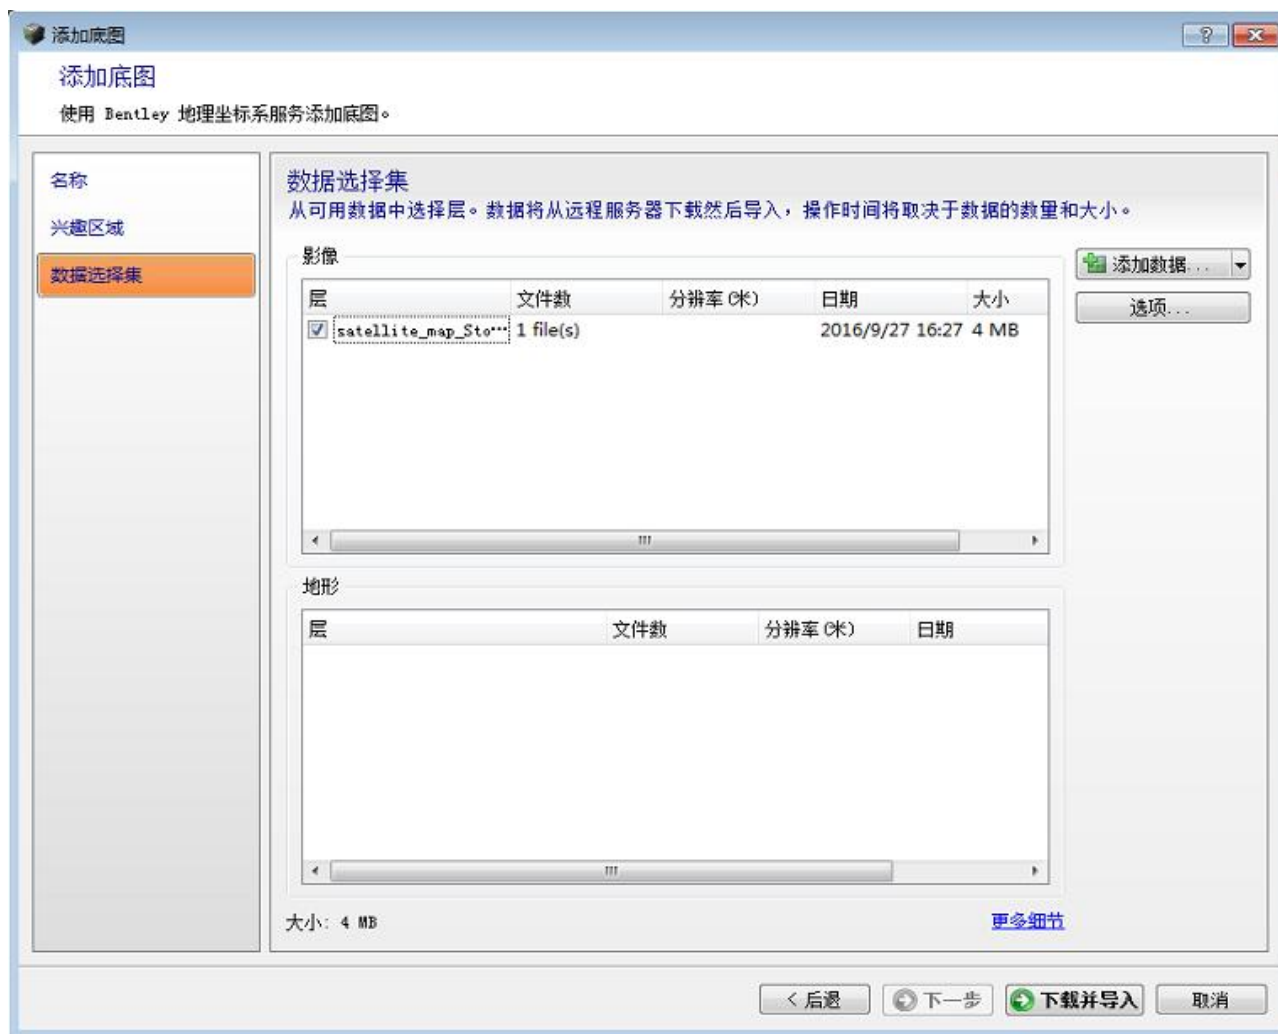 添加底图
添加底图
使用 Bentley 地理坐标系服务添加底图。
名称
兴趣区域
数据选择集
数据选择集
从可用数据中选择层。数据将从远程服务器下载然后导入，操作时间将取决于数据的数量和大小。
影像
层 文件数 分辨率(米) 日期 大小
satellite_map_Sto... 1 file(s) 2016/9/27 16:27 4 MB
添加数据...
选项...
地形
层 文件数 分辨率(米) 日期
大小: 4 MB
更多细节
< 后退 下一步 下载并导入 取消